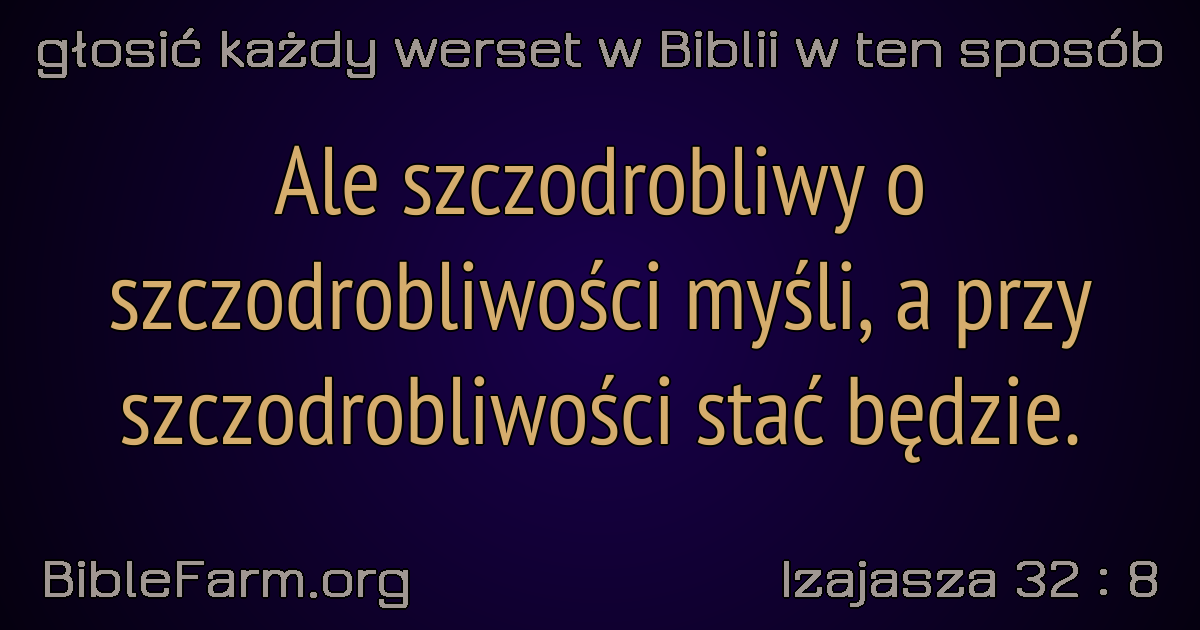 głosić każdy werset w Biblii w ten sposób
Ale szczodrobliwy o
szczodrobliwości myśli, a przy
szczodrobliwości stać będzie.
BibleFarm.org
Izajasza 32 : 8